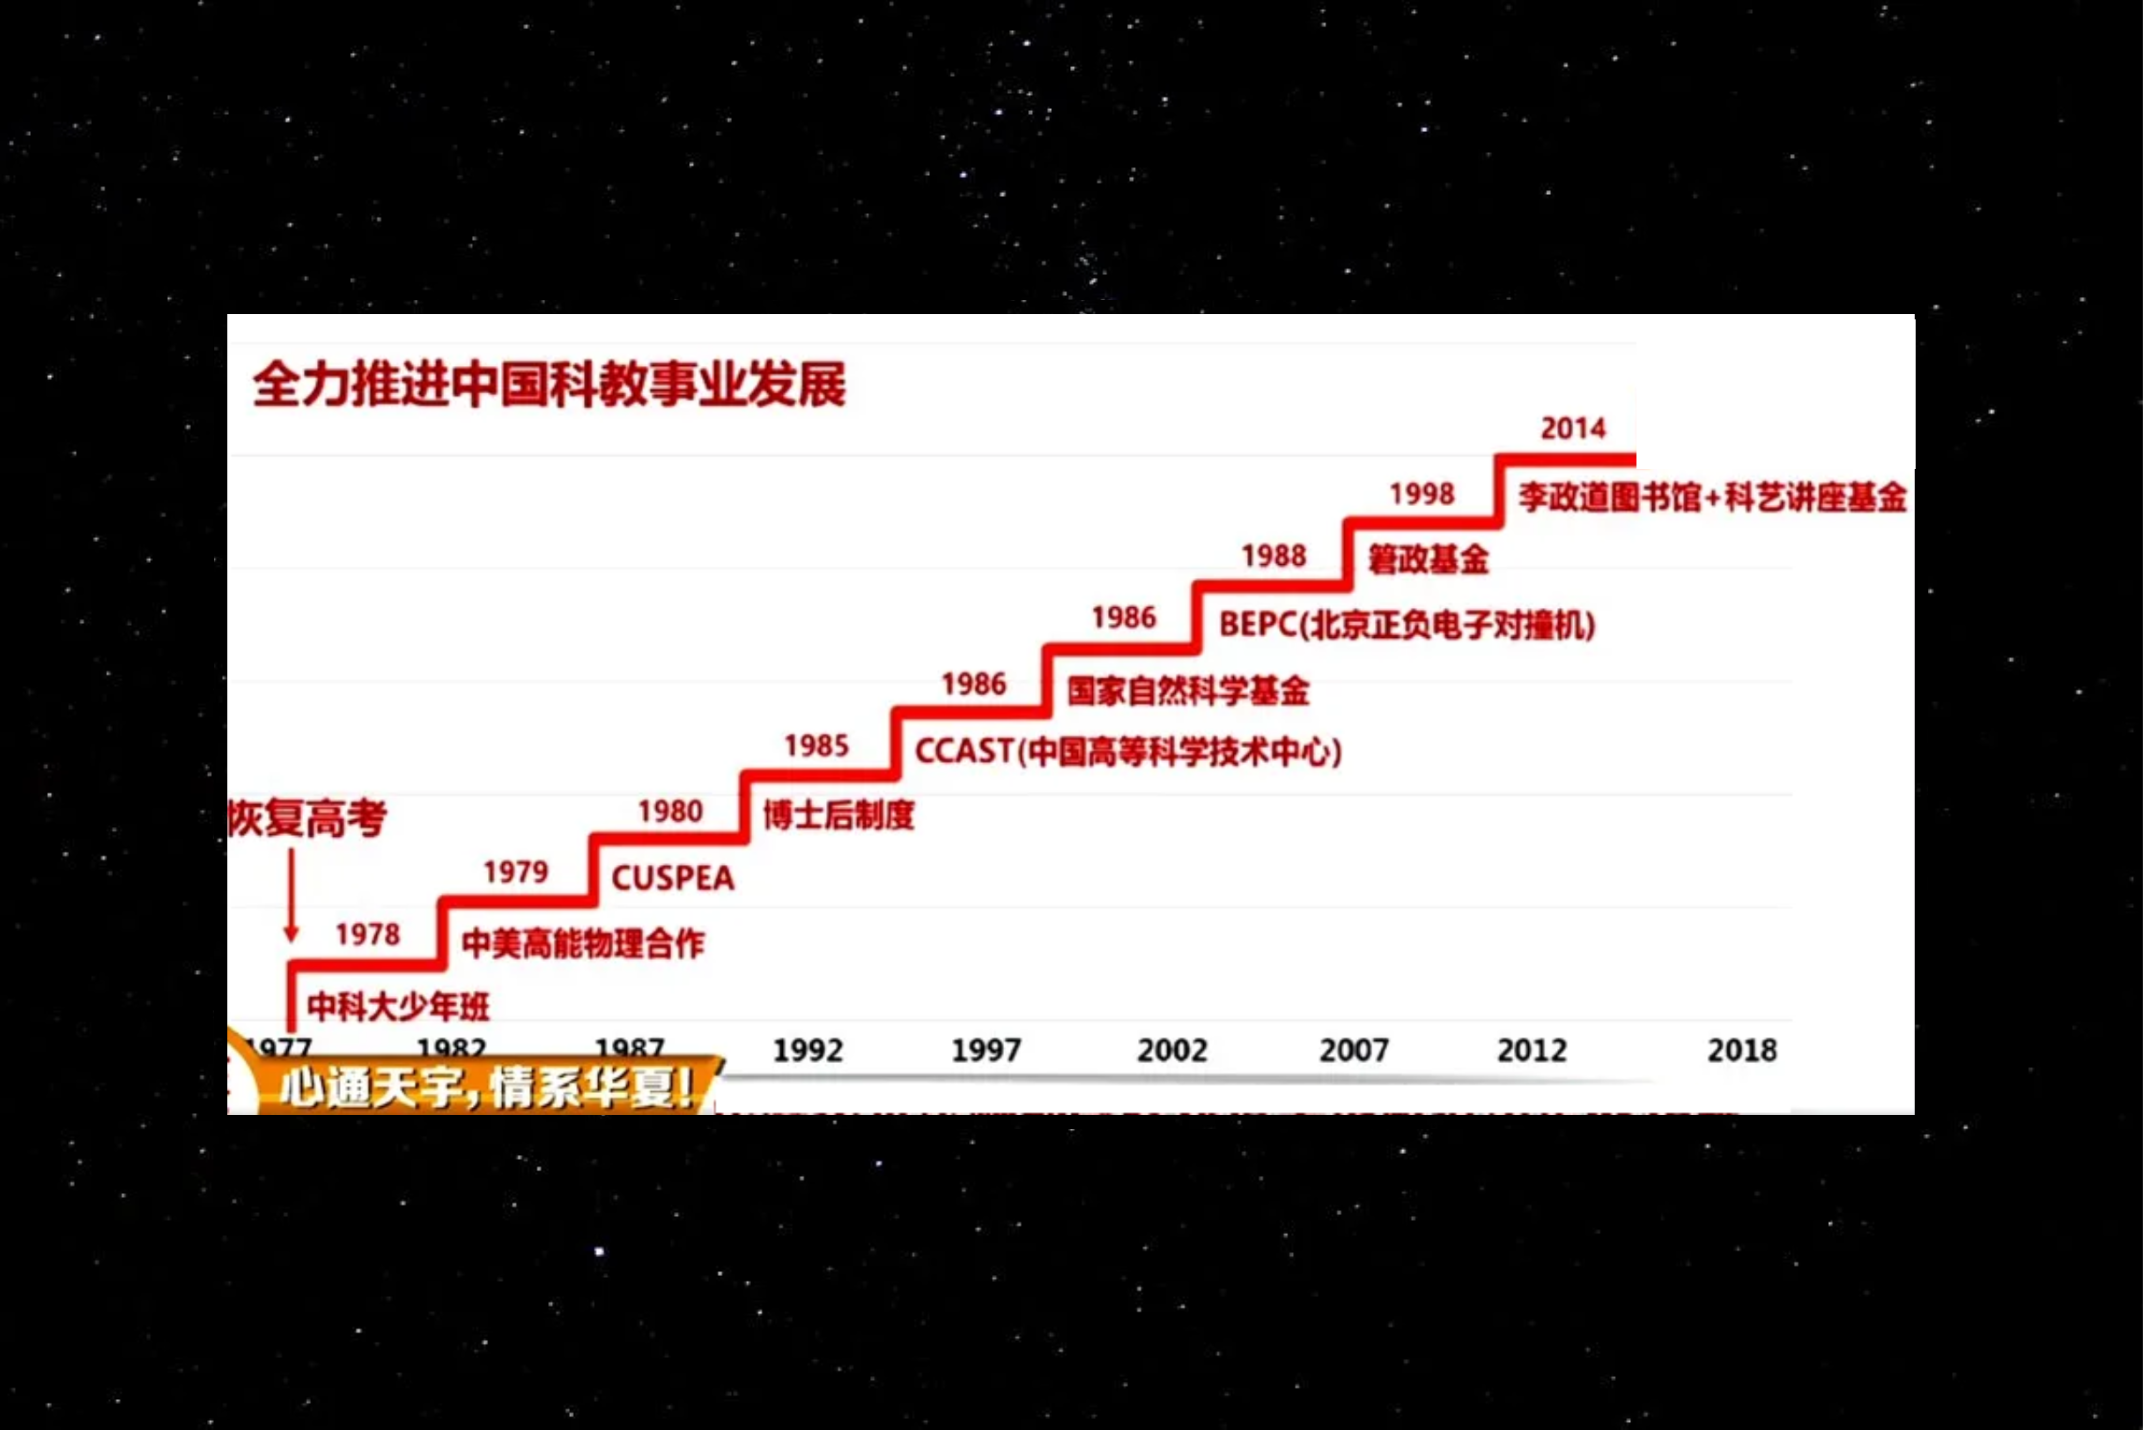 全力推进中国科教事业发展
2014
李政道图书馆+科艺讲座基金
1998
箬政基金
1988
BEPC(北京正负电子对撞机)
1986
国家自然科学基金
1986
CCAST(中国高等科学技术中心)
1985
博士后制度
1980
CUSPEA
1979
中美高能物理合作
恢复高考
1978
中科大少年班
1977 1982 1987 1992 1997 2002 2007 2012 2018
心通天宇,情系华夏!